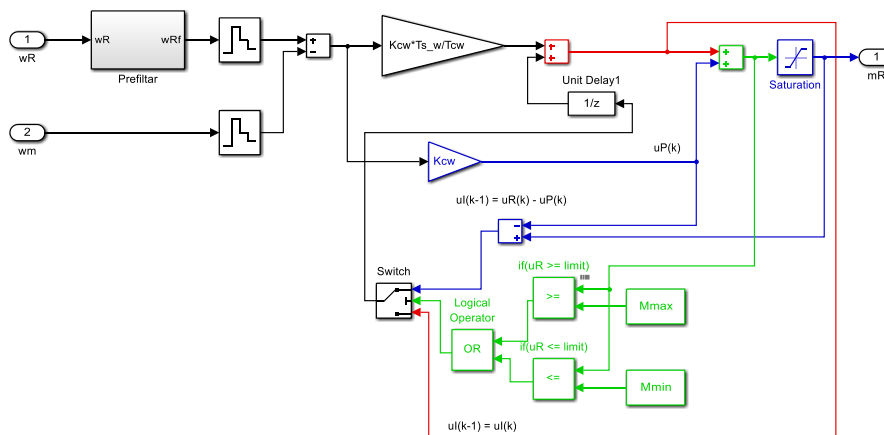 1
wR
wR
wRf
Prefiltar
Kcw*Ts_w/Tcw
Unit Delay1
1/z
Saturation
1
mR
2
wm
Kcw
uP(k)
uI(k-1) = uR(k) - uP(k)
Switch
if(uR >= limit)
>=
Mmax
Logical
Operator
OR
if(uR <= limit)
<=
Mmin
uI(k-1) = uI(k)